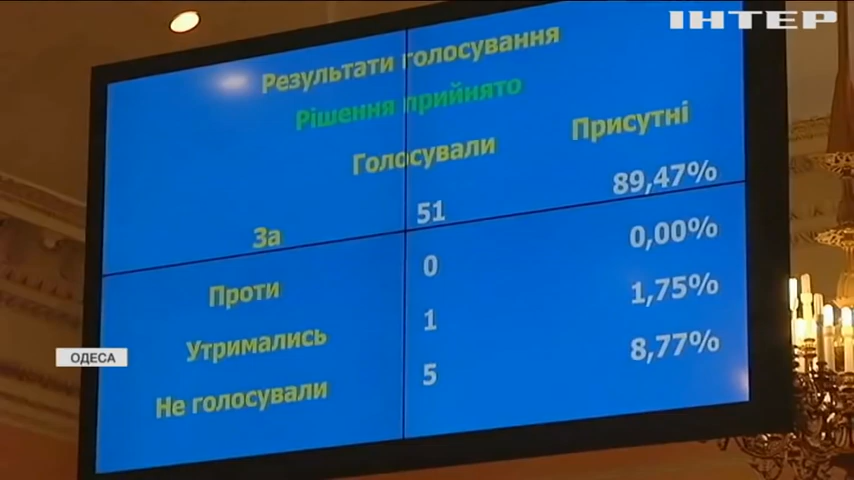 ІНТЕР
Результати голосування
Рішення прийнято
Голосували Присутні
За 51 89,47%
Проти 0 0,00%
Утримались 1 1,75%
Не голосували 5 8,77%
ОДЕСА